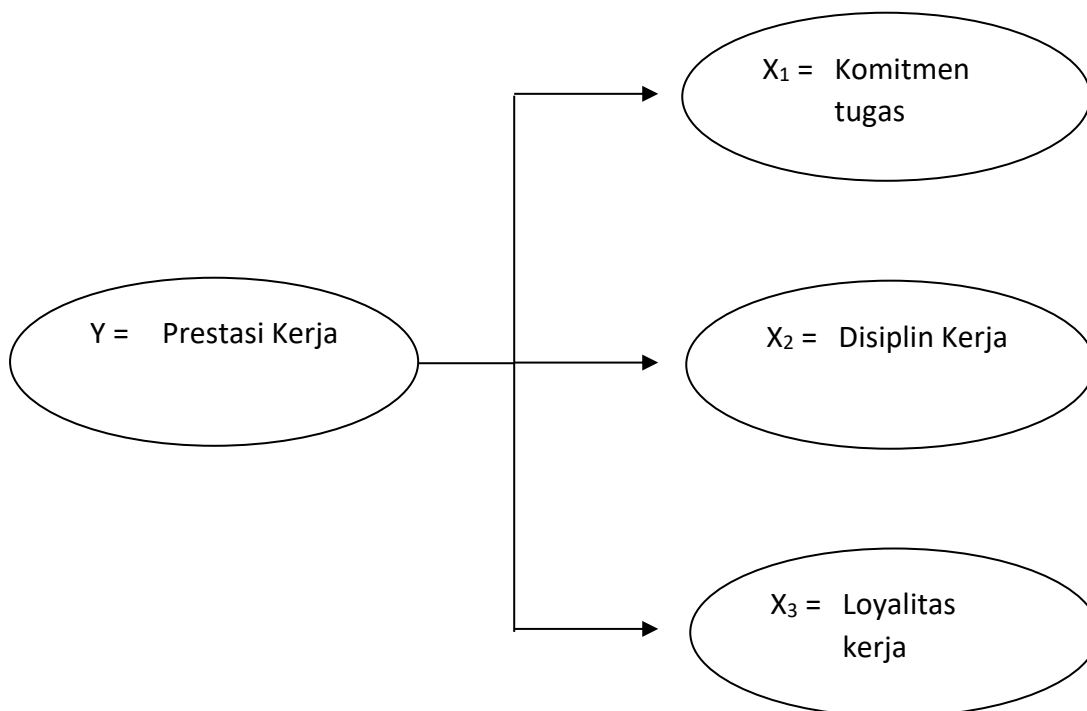 X₁ = Komitmen
tugas
Y = Prestasi Kerja
X₂ = Disiplin Kerja
X₃ = Loyalitas
kerja